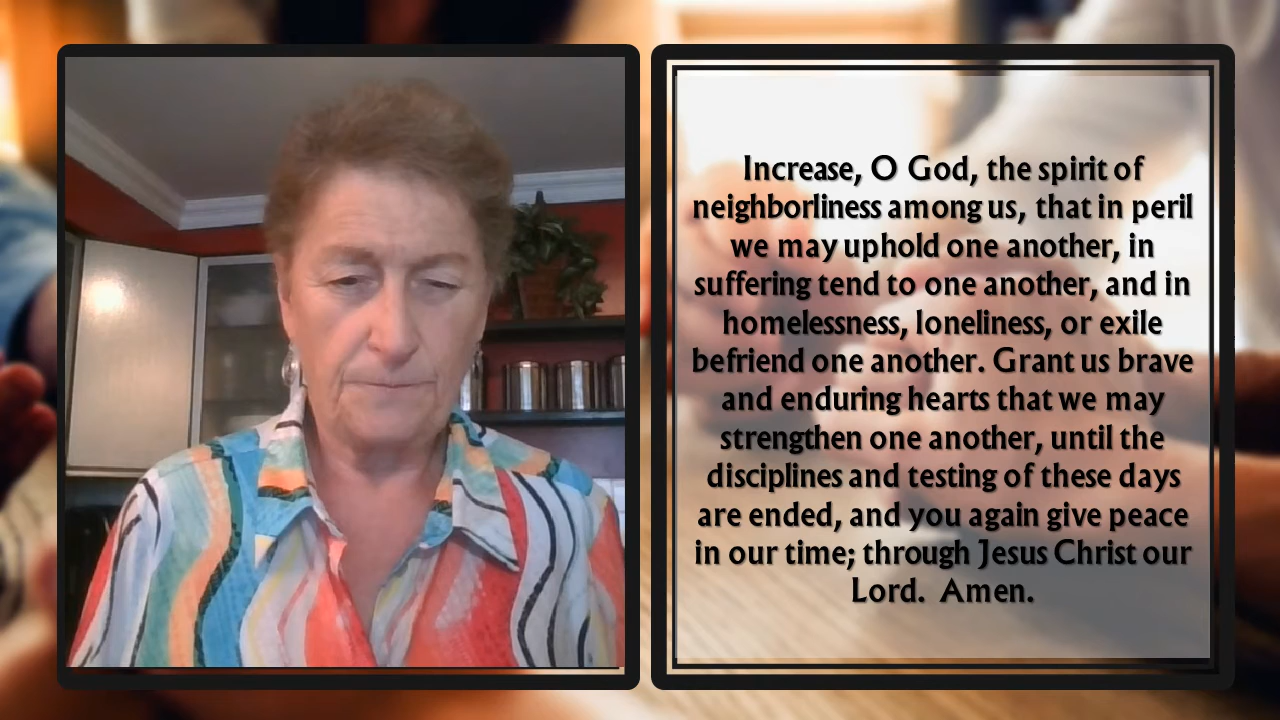 Increase, O God, the spirit of
neighborliness among us, that in peril
we may uphold one another, in
suffering tend to one another, and in
homelessness, loneliness, or exile
befriend one another. Grant us brave
and enduring hearts that we may
strengthen one another, until the
disciplines and testing of these days
are ended, and you again give peace
in our time; through Jesus Christ our
Lord. Amen.